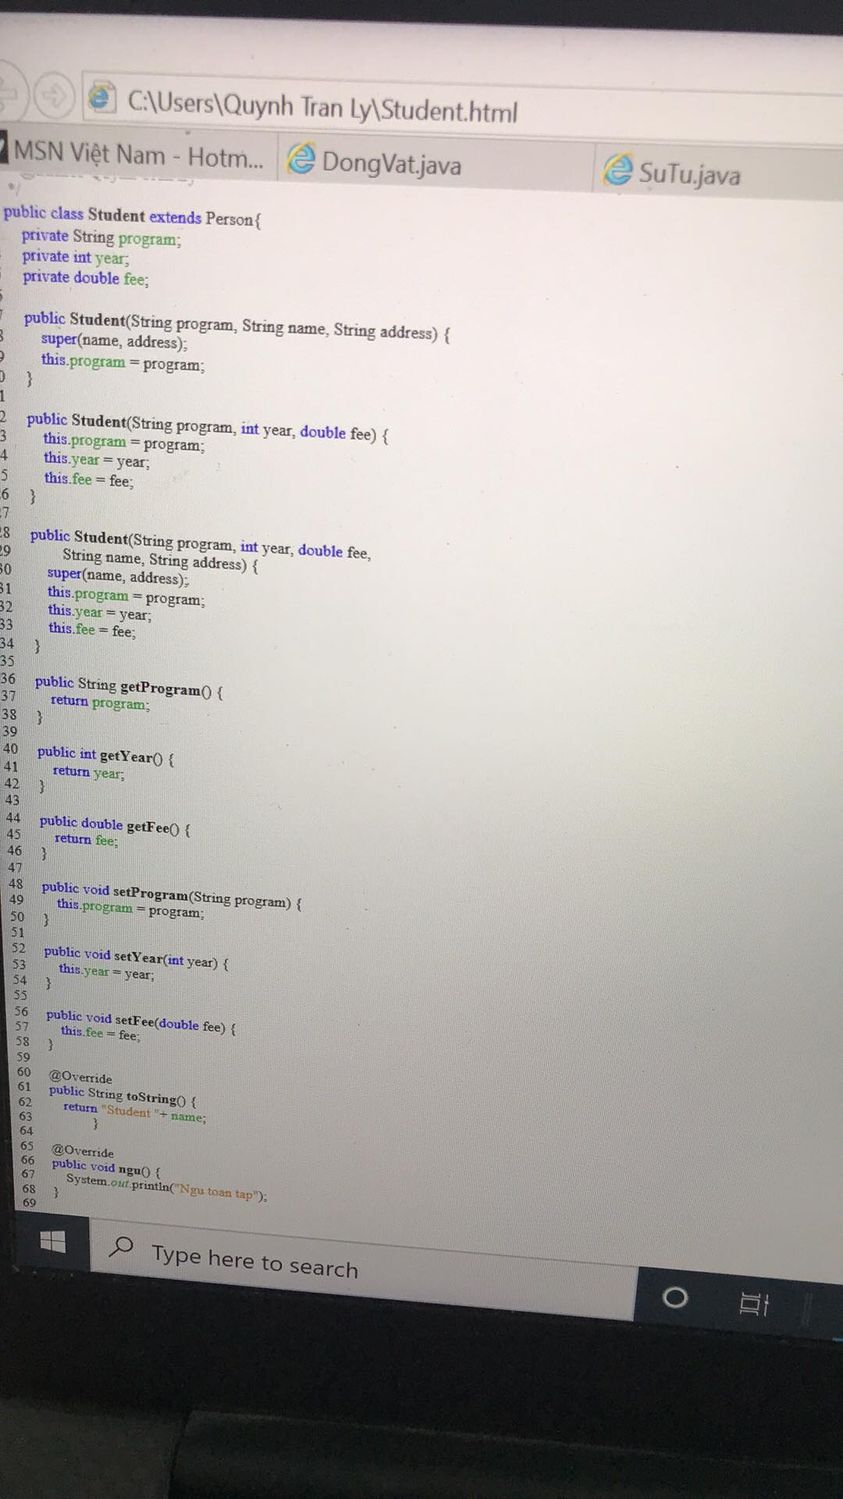 C:\Users\Quynh Tran Ly\Student.html
MSN Việt Nam - Hotm...
DongVat.java
SuTu.java
*/
public class Student extends Person{
private String program;
private int year;
private double fee;
public Student(String program, String name, String address) {
super(name, address);
this.program = program;
}
public Student(String program, int year, double fee) {
this.program = program;
this.year = year;
this.fee = fee;
}
28 public Student(String program, int year, double fee,
29 String name, String address) {
30 super(name, address);
31 this.program = program;
32 this.year = year;
33 this.fee = fee;
34 }
35
36 public String getProgram() {
37 return program;
38 }
39
40 public int getYear() {
41 return year;
42 }
43
44 public double getFee() {
45 return fee;
46 }
47
48 public void setProgram(String program) {
49 this.program = program;
50 }
51
52 public void setYear(int year) {
53 this.year = year;
54 }
55
56 public void setFee(double fee) {
57 this.fee = fee;
58 }
59
60 @Override
61 public String toString() {
62 return "Student "+ name;
63 }
64
65 @Override
66 public void ngu() {
67 System.out.println("Ngu toan tap");
68 }
69
Type here to search